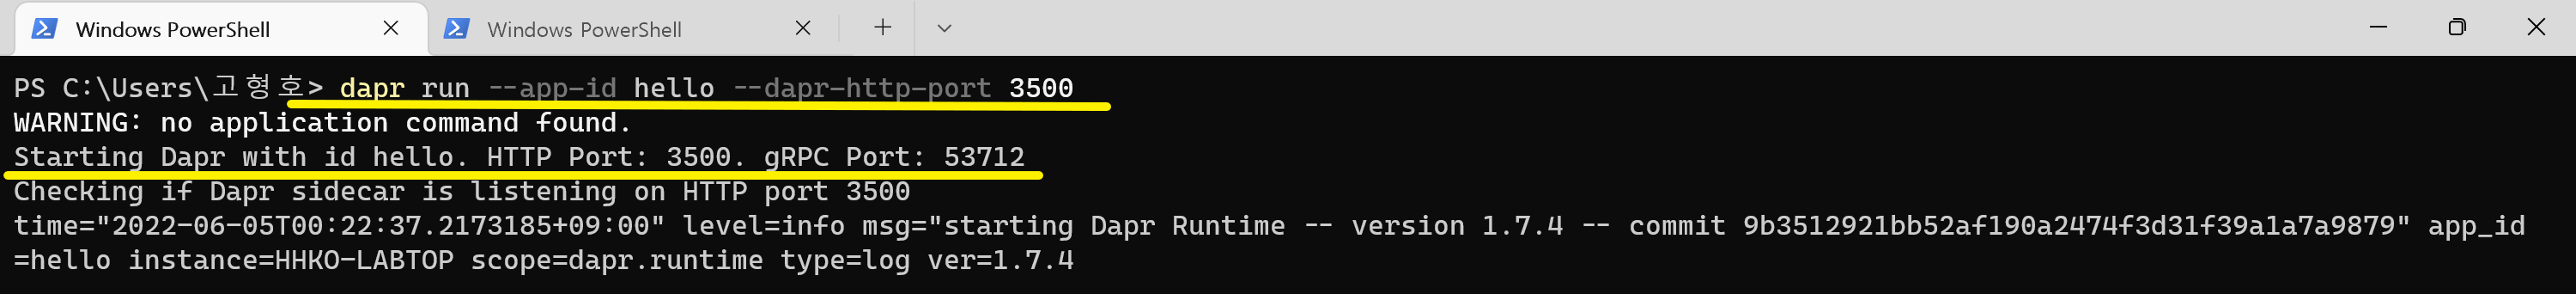 Windows PowerShell
Windows PowerShell
PS C:\Users\고형호> dapr run --app-id hello --dapr-http-port 3500
WARNING: no application command found.
Starting Dapr with id hello. HTTP Port: 3500. gRPC Port: 53712
Checking if Dapr sidecar is listening on HTTP port 3500
time="2022-06-05T00:22:37.2173185+09:00" level=info msg="starting Dapr Runtime -- version 1.7.4 -- commit 9b3512921bb52af190a2474f3d31f39a1a7a9879" app_id
=hello instance=HHKO-LABTOP scope=dapr.runtime type=log ver=1.7.4